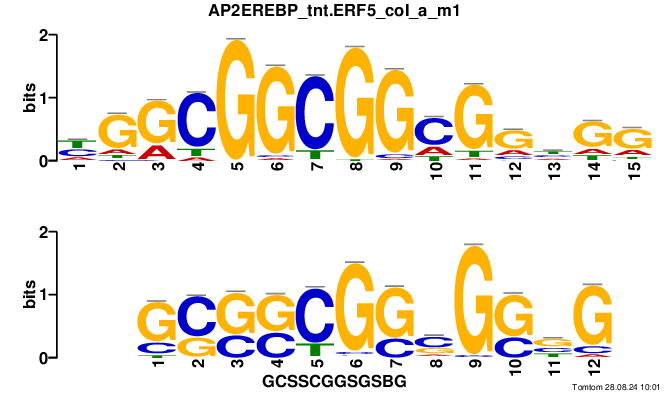 AP2EREBP_tnt.ERF5_col_a_m1
2
1
0
bits
1 2 3 4 5 6 7 8 9 10 11 12 13 14 15
2
1
0
bits
1 2 3 4 5 6 7 8 9 10 11 12
GCSSCGGSGSBG
Tomtom 28.08.24 10:01